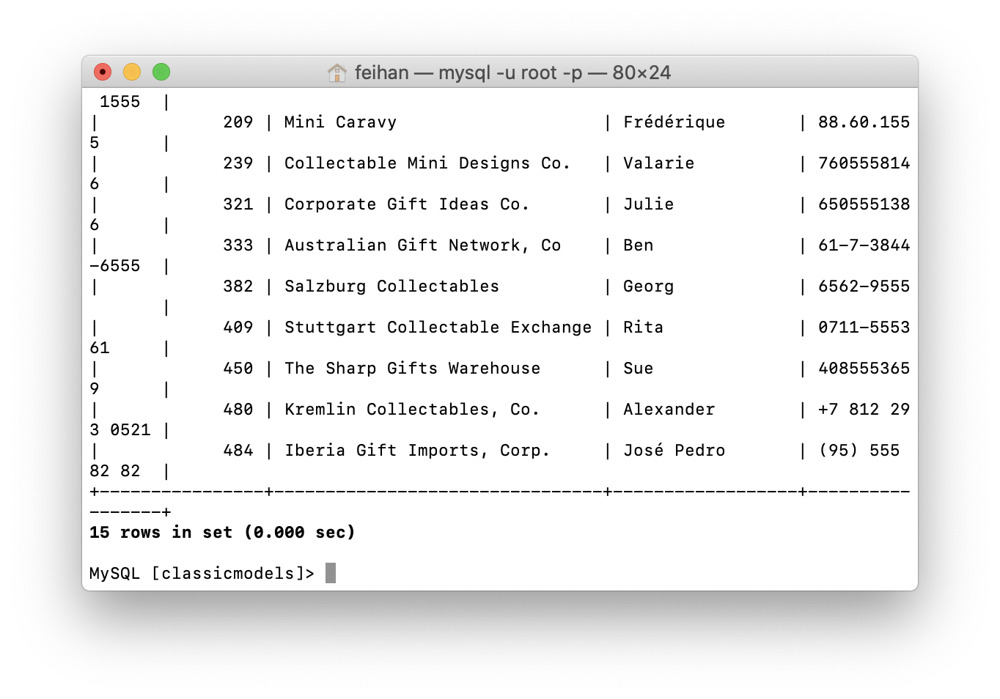 feihan — mysql -u root -p — 80×24
 1555  |
|            209 | Mini Caravy                    | Frédérique       | 88.60.155
5      |
|            239 | Collectable Mini Designs Co.   | Valarie          | 760555814
6      |
|            321 | Corporate Gift Ideas Co.       | Julie            | 650555138
6      |
|            333 | Australian Gift Network, Co    | Ben              | 61-7-3844
-6555  |
|            382 | Salzburg Collectables          | Georg            | 6562-9555
       |
|            409 | Stuttgart Collectable Exchange | Rita             | 0711-5553
61     |
|            450 | The Sharp Gifts Warehouse      | Sue              | 408555365
9      |
|            480 | Kremlin Collectables, Co.      | Alexander        | +7 812 29
3 0521 |
|            484 | Iberia Gift Imports, Corp.     | José Pedro       | (95) 555 
82 82  |
+----------------+--------------------------------+------------------+----------
-------+
15 rows in set (0.000 sec)

MySQL [classicmodels]>